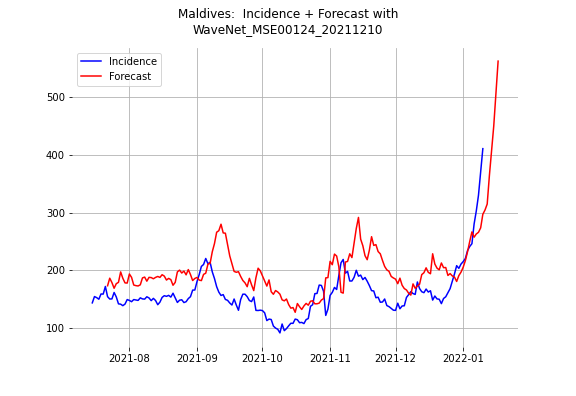 Maldives:  Incidence + Forecast with
WaveNet_MSE00124_20211210
Incidence
Forecast
500
400
300
200
100
2021-08
2021-09
2021-10
2021-11
2021-12
2022-01